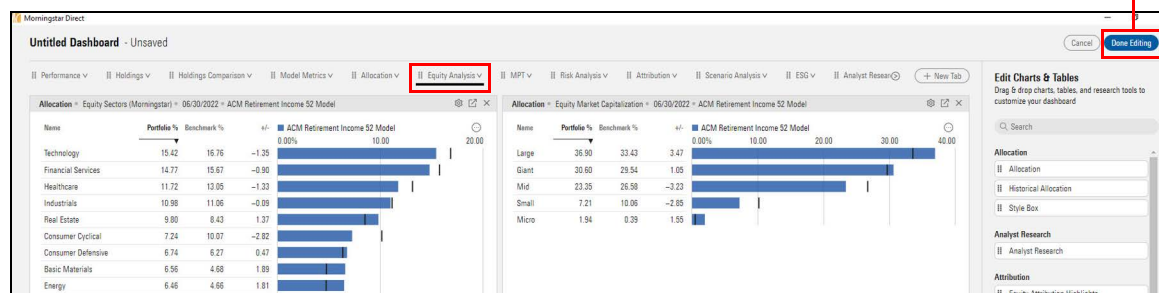 Morningstar Direct
Untitled Dashboard - Unsaved
Cancel Done Editing
Performance Holdings Holdings Comparison Model Metrics Allocation Equity Analysis MPT Risk Analysis Attribution Scenario Analysis ESG Analyst Resear + New Tab
Allocation • Equity Sectors (Morningstar) • 06/30/2022 • ACM Retirement Income 52 Model
Name Portfolio % Benchmark % +/- ACM Retirement Income 52 Model
0.00% 10.00 20.00
Technology 15.42 16.76 −1.35
Financial Services 14.77 15.67 −0.90
Healthcare 11.72 13.05 −1.33
Industrials 10.98 11.06 −0.09
Real Estate 9.80 8.43 1.37
Consumer Cyclical 7.24 10.07 −2.82
Consumer Defensive 6.74 6.27 0.47
Basic Materials 6.56 4.68 1.89
Energy 6.46 4.66 1.81
Allocation • Equity Market Capitalization • 06/30/2022 • ACM Retirement Income 52 Model
Name Portfolio % Benchmark % +/- ACM Retirement Income 52 Model
0.00% 10.00 20.00 30.00 40.00
Large 36.90 33.43 3.47
Giant 30.60 29.54 1.05
Mid 23.35 26.58 −3.23
Small 7.21 10.06 −2.85
Micro 1.94 0.39 1.55
Edit Charts & Tables
Drag & drop charts, tables, and research tools to
customize your dashboard
Search
Allocation
Allocation
Historical Allocation
Style Box
Analyst Research
Analyst Research
Attribution
Equity Attribution Highlights